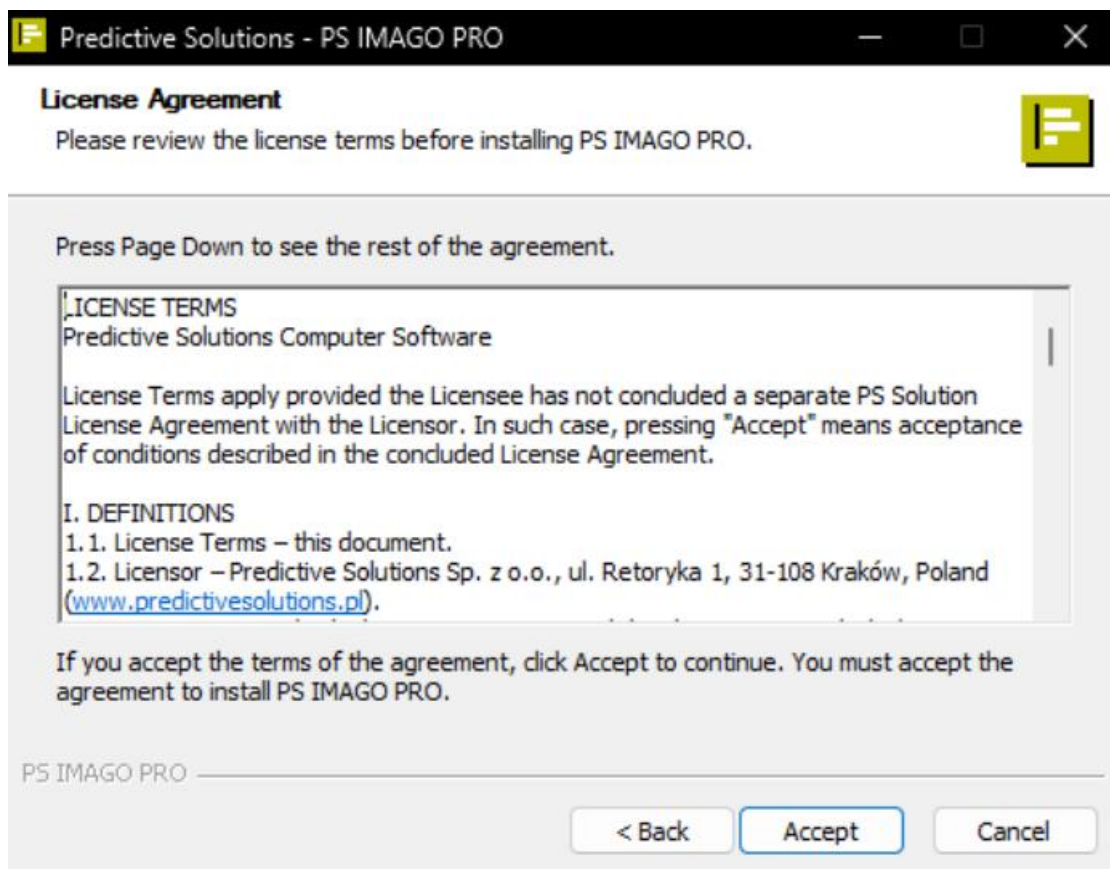 Predictive Solutions - PS IMAGO PRO
License Agreement
Please review the license terms before installing PS IMAGO PRO.
Press Page Down to see the rest of the agreement.
LICENSE TERMS
Predictive Solutions Computer Software
License Terms apply provided the Licensee has not concluded a separate PS Solution
License Agreement with the Licensor. In such case, pressing "Accept" means acceptance
of conditions described in the concluded License Agreement.
I. DEFINITIONS
1.1. License Terms – this document.
1.2. Licensor – Predictive Solutions Sp. z o.o., ul. Retoryka 1, 31-108 Kraków, Poland
(www.predictivesolutions.pl).
If you accept the terms of the agreement, click Accept to continue. You must accept the
agreement to install PS IMAGO PRO.
PS IMAGO PRO
< Back Accept Cancel